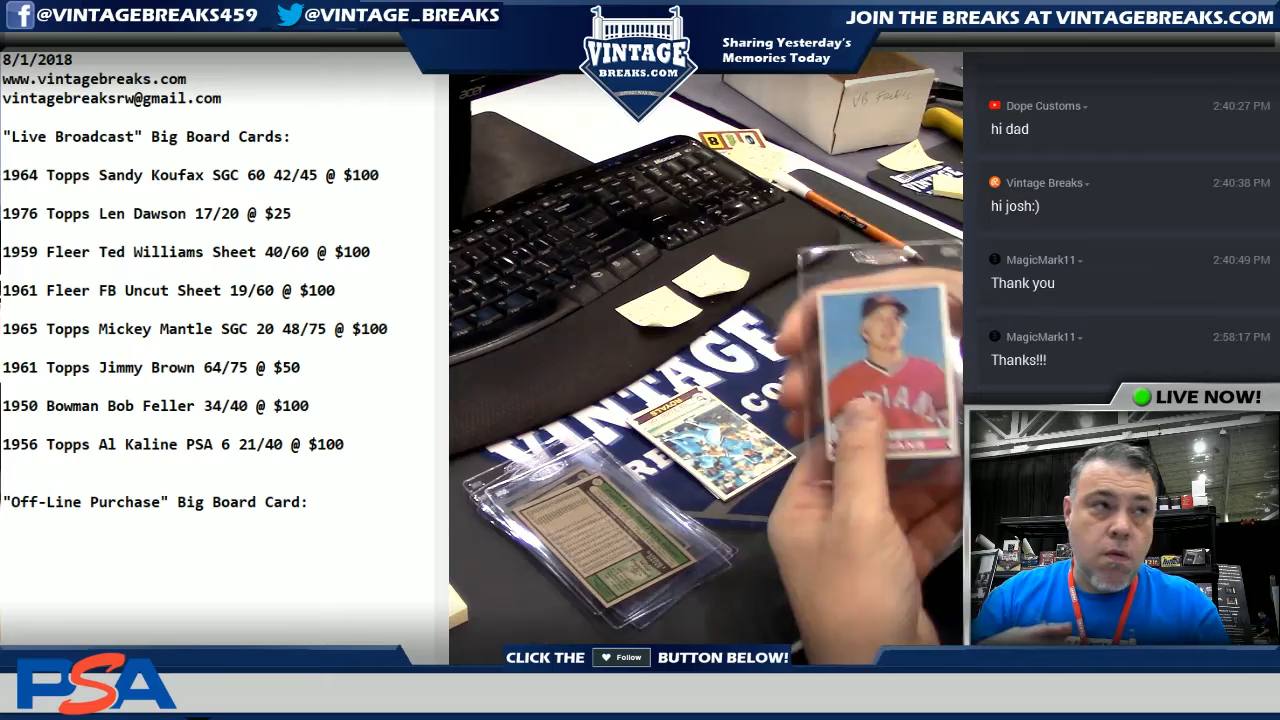 @VINTAGEBREAKS459 @VINTAGE_BREAKS
VINTAGE
BREAKS.COM
Sharing Yesterday's
Memories Today
JOIN THE BREAKS AT VINTAGEBREAKS.COM
8/1/2018
www.vintagebreaks.com
vintagebreaksrw@gmail.com
"Live Broadcast" Big Board Cards:
1964 Topps Sandy Koufax SGC 60 42/45 @ $100
1976 Topps Len Dawson 17/20 @ $25
1959 Fleer Ted Williams Sheet 40/60 @ $100
1961 Fleer FB Uncut Sheet 19/60 @ $100
1965 Topps Mickey Mantle SGC 20 48/75 @ $100
1961 Topps Jimmy Brown 64/75 @ $50
1950 Bowman Bob Feller 34/40 @ $100
1956 Topps Al Kaline PSA 6 21/40 @ $100
"Off-Line Purchase" Big Board Card:
acer
Microsoft
VINTAGE
ROYALS
Dope Customs 2:40:27 PM
hi dad
Vintage Breaks 2:40:38 PM
hi josh:)
MagicMark11 2:40:49 PM
Thank you
MagicMark11 2:58:17 PM
Thanks!!!
LIVE NOW!
CLICK THE Follow BUTTON BELOW!
PSA